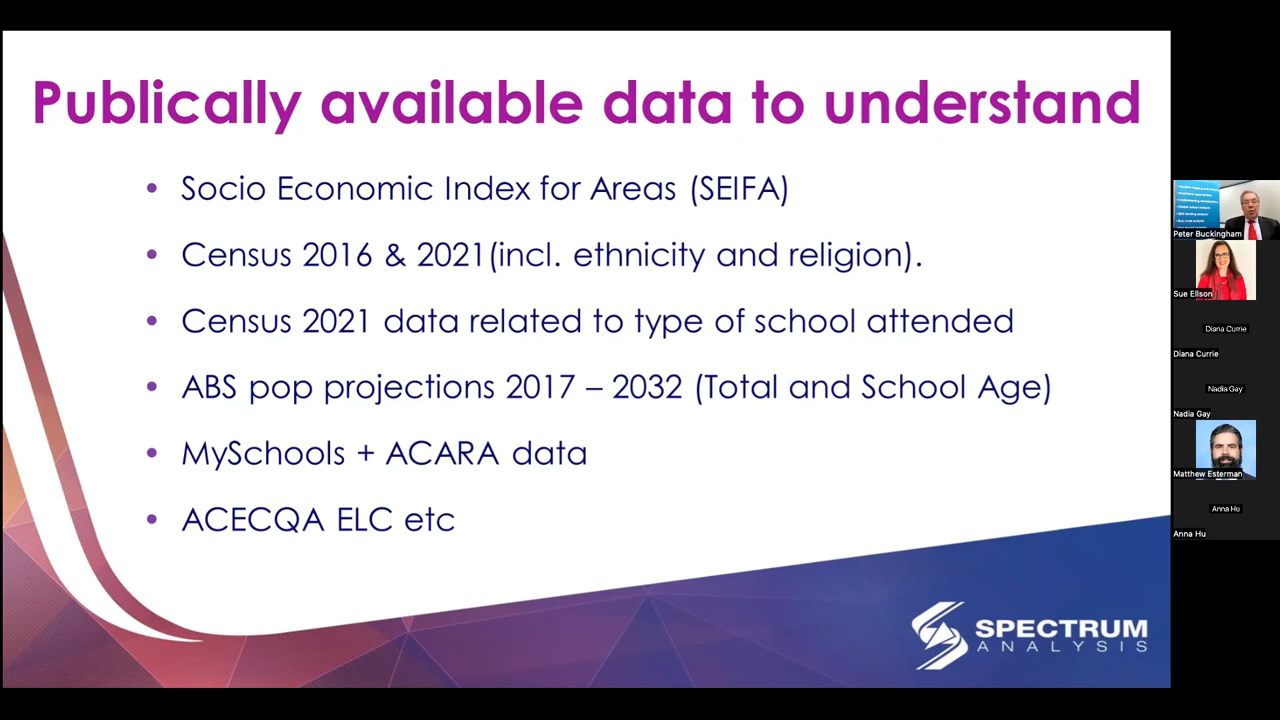 Publically available data to understand
• Socio Economic Index for Areas (SEIFA)
• Census 2016 & 2021(incl. ethnicity and religion).
• Census 2021 data related to type of school attended
• ABS pop projections 2017 – 2032 (Total and School Age)
• MySchools + ACARA data
• ACECQA ELC etc
SPECTRUM
ANALYSIS
Peter Buckingham
Sue Ellson
Diana Currie
Diana Currie
Nadia Gay
Nadia Gay
Matthew Esterman
Anna Hu
Anna Hu